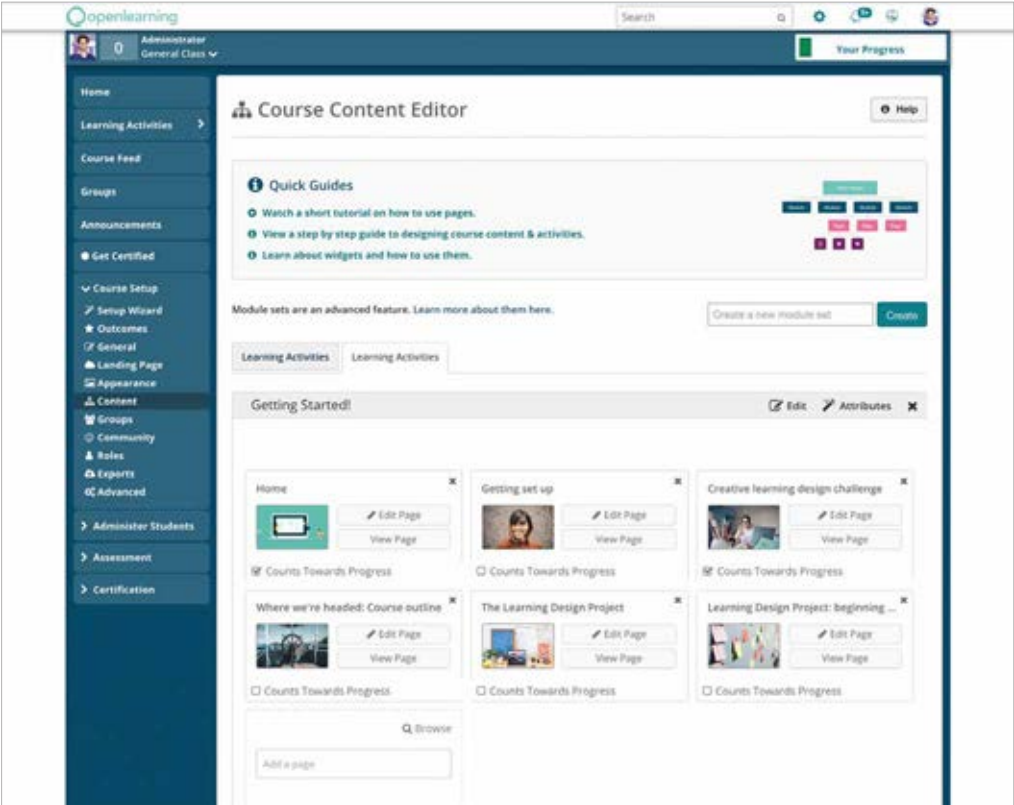 openlearning
Search
0
Administrator
General Class
Your Progress
Home
Learning Activities
Course Feed
Groups
Announcements
Get Certified
Course Setup
Setup Wizard
Outcomes
General
Landing Page
Appearance
Content
Groups
Community
Roles
Exports
Advanced
Administer Students
Assessment
Certification
Course Content Editor
Help
Quick Guides
Watch a short tutorial on how to use pages.
View a step by step guide to designing course content & activities.
Learn about widgets and how to use them.
Module sets are an advanced feature. Learn more about them here.
Create a new module set
Create
Learning Activities Learning Activities
Getting Started!
Edit Attributes
Home
Edit Page
View Page
Counts Towards Progress
Getting set up
Edit Page
View Page
Counts Towards Progress
Creative learning design challenge
Edit Page
View Page
Counts Towards Progress
Where we're headed: Course outline
Edit Page
View Page
Counts Towards Progress
The Learning Design Project
Edit Page
View Page
Counts Towards Progress
Learning Design Project: beginning ...
Edit Page
View Page
Counts Towards Progress
Browse
Add a page